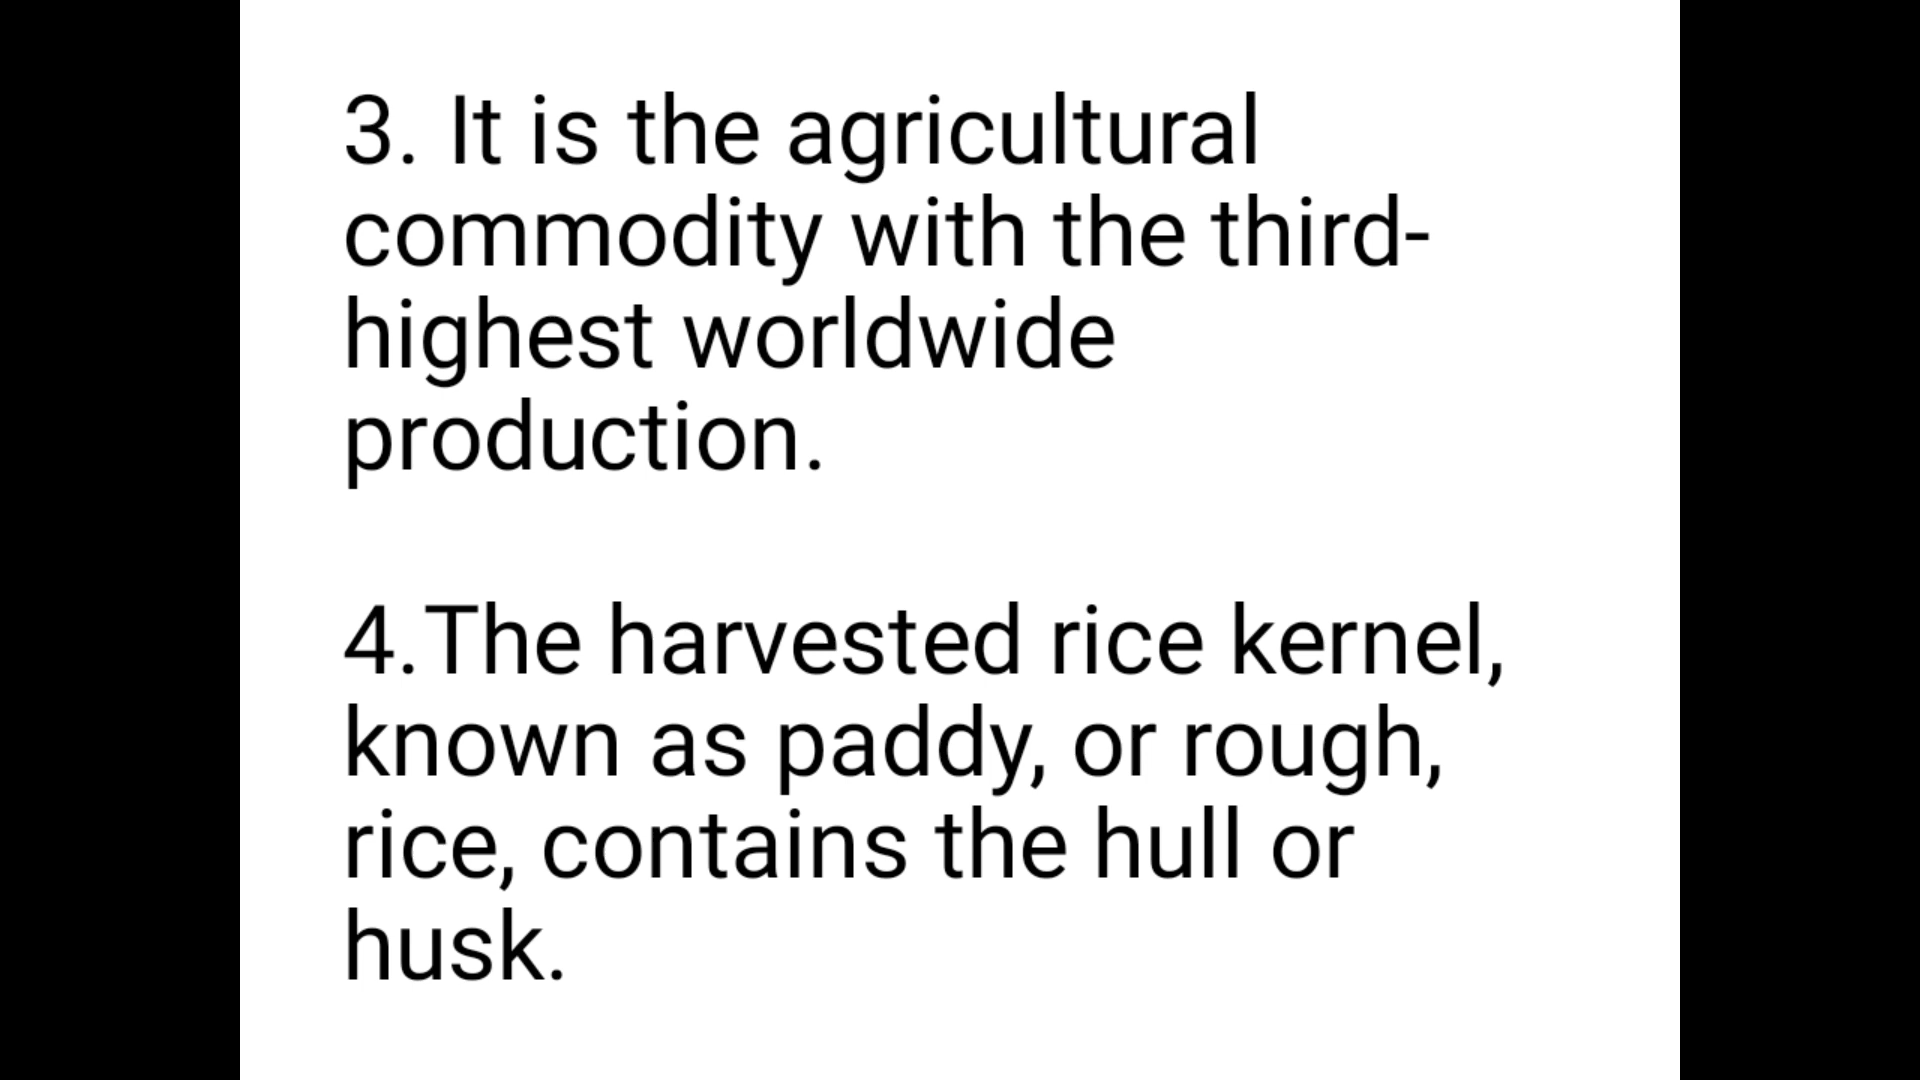 3. It is the agricultural
commodity with the third-
highest worldwide
production.
4.The harvested rice kernel,
known as paddy, or rough,
rice, contains the hull or
husk.